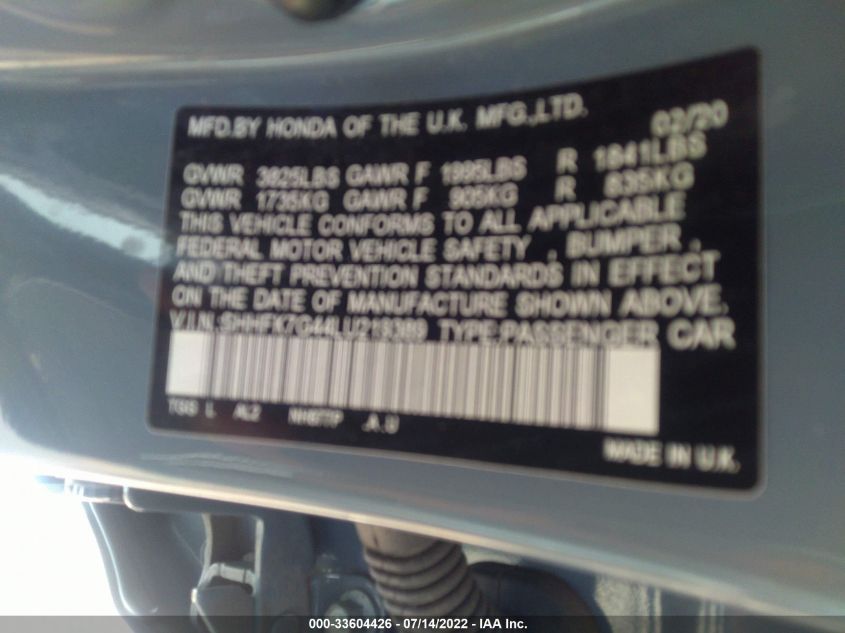 MFD.BY HONDA OF THE U.K. MFG.,LTD. 02/20
GVWR 3825LBS GAWR F 1995LBS R 1841LBS
GVWR 1735KG GAWR F 905KG R 835KG
THIS VEHICLE CONFORMS TO ALL APPLICABLE
FEDERAL MOTOR VEHICLE SAFETY , BUMPER ,
AND THEFT PREVENTION STANDARDS IN EFFECT
ON THE DATE OF MANUFACTURE SHOWN ABOVE.
V.I.N. TYPE:PASSENGER CAR
TGS L .A.U
MADE IN U.K.
000-33604426 - 07/14/2022 - IAA Inc.